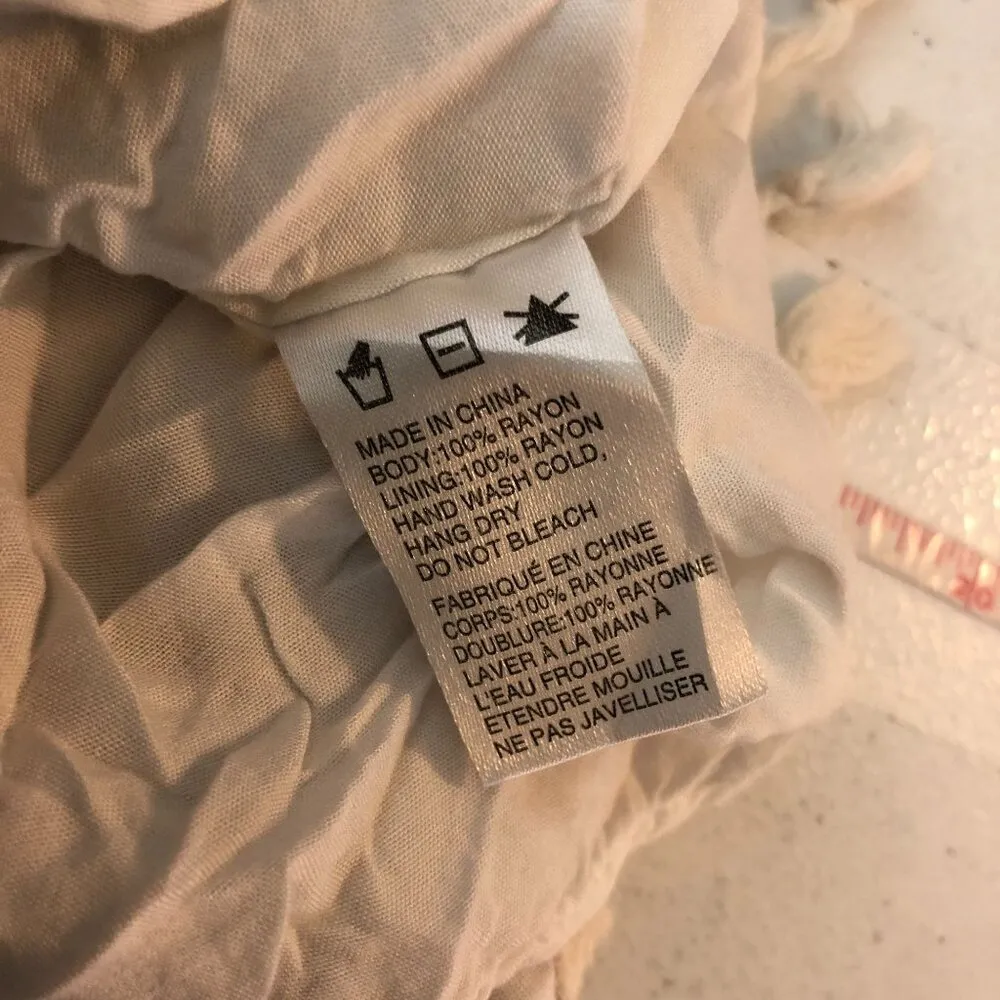 MADE IN CHINA
BODY:100% RAYON
LINING:100% RAYON
HAND WASH COLD,
HANG DRY
DO NOT BLEACH
FABRIQUÉ EN CHINE
CORPS:100% RAYONNE
DOUBLURE:100% RAYONNE
LAVER À LA MAIN À
L'EAU FROIDE
ETENDRE MOUILLE
NE PAS JAVELLISER